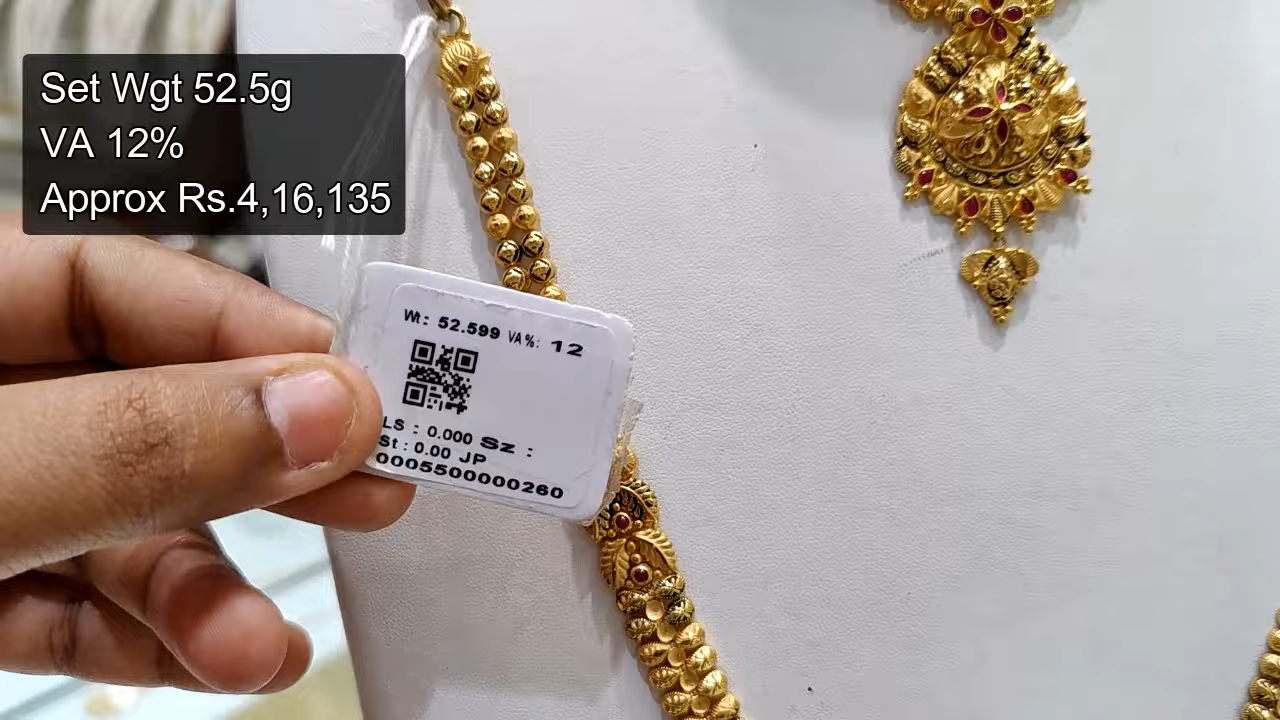 Set Wgt 52.5g
VA 12%
Approx Rs.4,16,135
Wt: 52.599 VA%: 12
LS : 0.000 Sz :
St : 0.00 JP
0005500000260